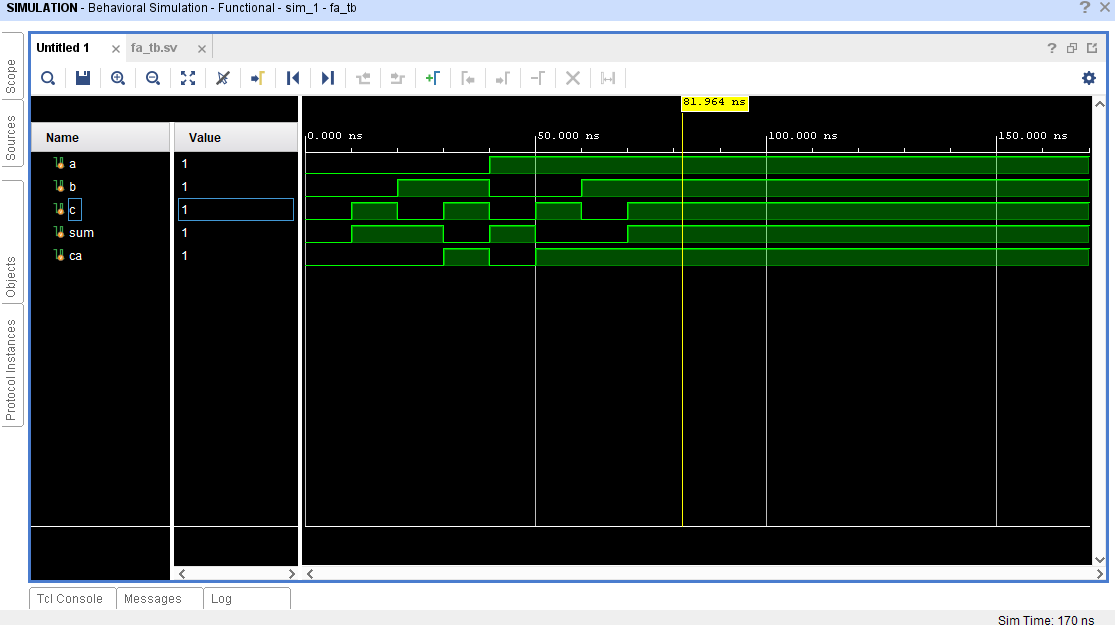 SIMULATION - Behavioral Simulation - Functional - sim_1 - fa_tb
? ×
Untitled 1 × fa_tb.sv ×
?
81.964 ns
Name Value
0.000 ns 50.000 ns 100.000 ns 150.000 ns
a 1
b 1
c 1
sum 1
ca 1
Scope
Sources
Objects
Protocol Instances
Tcl Console Messages Log
Sim Time: 170 ns